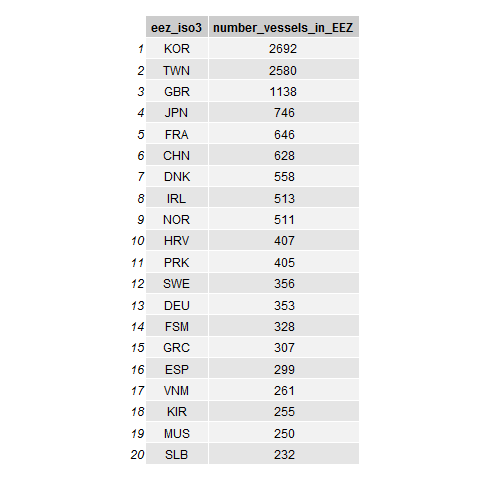 eez_iso3 number_vessels_in_EEZ
1 KOR 2692
2 TWN 2580
3 GBR 1138
4 JPN 746
5 FRA 646
6 CHN 628
7 DNK 558
8 IRL 513
9 NOR 511
10 HRV 407
11 PRK 405
12 SWE 356
13 DEU 353
14 FSM 328
15 GRC 307
16 ESP 299
17 VNM 261
18 KIR 255
19 MUS 250
20 SLB 232